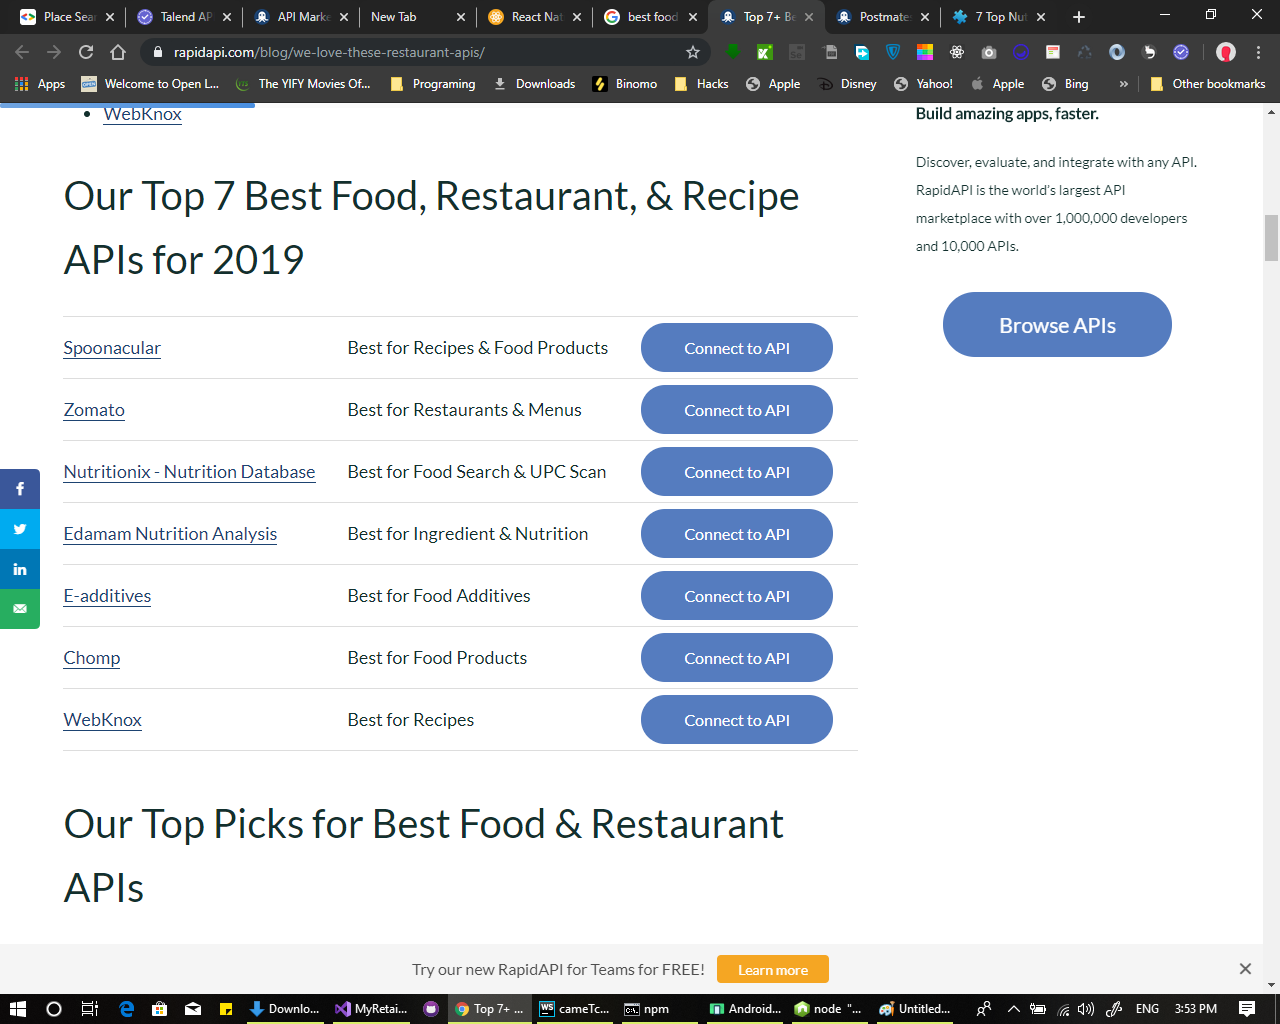 Place Sea
Talend AP
API Marke
New Tab
React Nat
best food
Top 7+ Be
Postmate
7 Top Nut
rapidapi.com/blog/we-love-these-restaurant-apis/
Apps
Welcome to Open L...
The YIFY Movies Of...
Programing
Downloads
Binomo
Hacks
Apple
Disney
Yahoo!
Apple
Bing
»
Other bookmarks
WebKnox
Our Top 7 Best Food, Restaurant, & Recipe
APIs for 2019
Spoonacular Best for Recipes & Food Products Connect to API
Zomato Best for Restaurants & Menus Connect to API
Nutritionix - Nutrition Database Best for Food Search & UPC Scan Connect to API
Edamam Nutrition Analysis Best for Ingredient & Nutrition Connect to API
E-additives Best for Food Additives Connect to API
Chomp Best for Food Products Connect to API
WebKnox Best for Recipes Connect to API
Our Top Picks for Best Food & Restaurant
APIs
Build amazing apps, faster.
Discover, evaluate, and integrate with any API.
RapidAPI is the world's largest API
marketplace with over 1,000,000 developers
and 10,000 APIs.
Browse APIs
Try our new RapidAPI for Teams for FREE! Learn more
Downlo...
MyRetai...
Top 7+ ...
cameTc...
npm
Android...
node "...
Untitled...
ENG
3:53 PM